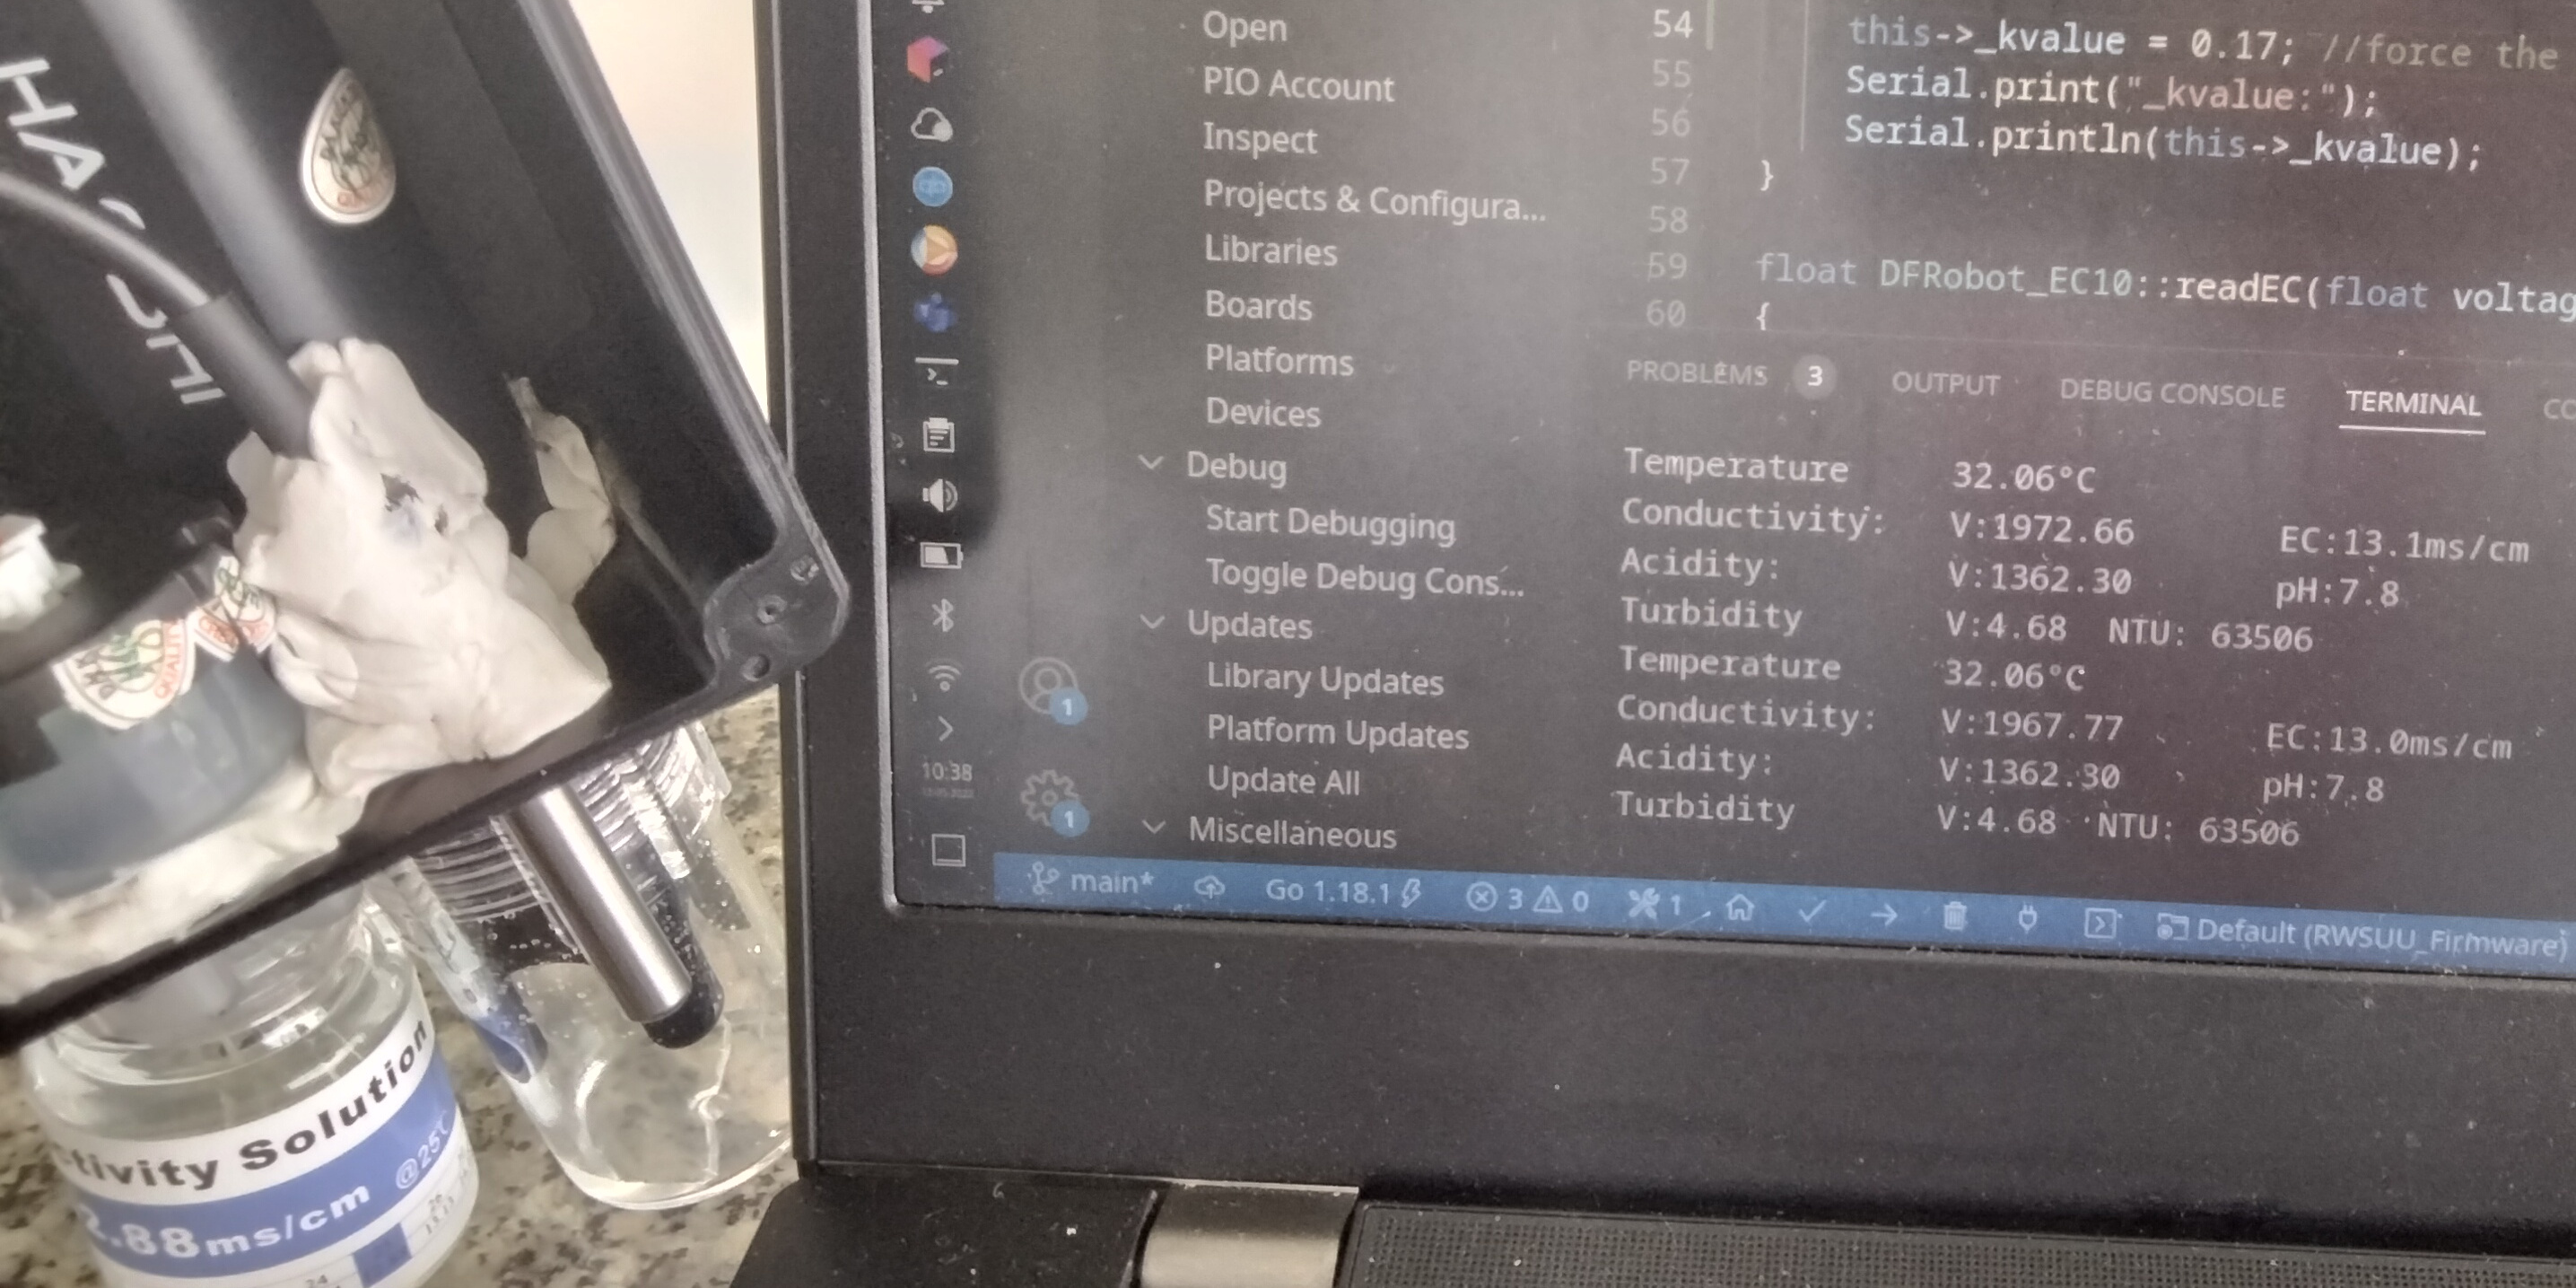 Open
PIO Account
Inspect
Projects & Configura...
Libraries
Boards
Platforms
Devices
Debug
Start Debugging
Toggle Debug Cons...
Updates
Library Updates
Platform Updates
Update All
Miscellaneous
10:38
1
1
54 this->_kvalue = 0.17; //force the
55 Serial.print("_kvalue:");
56 Serial.println(this->_kvalue);
57 }
58
59 float DFRobot_EC10::readEC(float voltag
60 {
PROBLEMS 3 OUTPUT DEBUG CONSOLE TERMINAL CO
Temperature 32.06°C
Conductivity: V:1972.66 EC:13.1ms/cm
Acidity: V:1362.30 pH:7.8
Turbidity V:4.68 NTU: 63506
Temperature 32.06°C
Conductivity: V:1967.77 EC:13.0ms/cm
Acidity: V:1362.30 pH:7.8
Turbidity V:4.68 NTU: 63506
main* Go 1.18.1 3 0 1 Default (RWSUU_Firmware)
ctivity Solution
2.88ms/cm @25℃